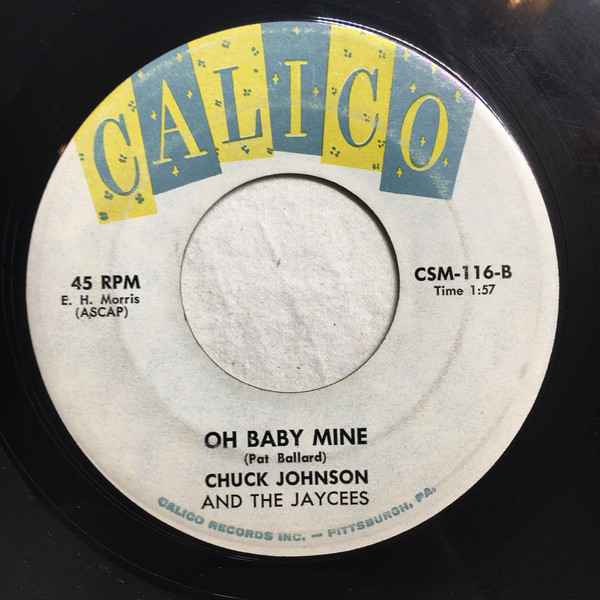 CALICO
45 RPM
E. H. Morris
(ASCAP)
CSM-116-B
Time 1:57
OH BABY MINE
(Pat Ballard)
CHUCK JOHNSON
AND THE JAYCEES
CALICO RECORDS INC. — PITTSBURGH, PA.